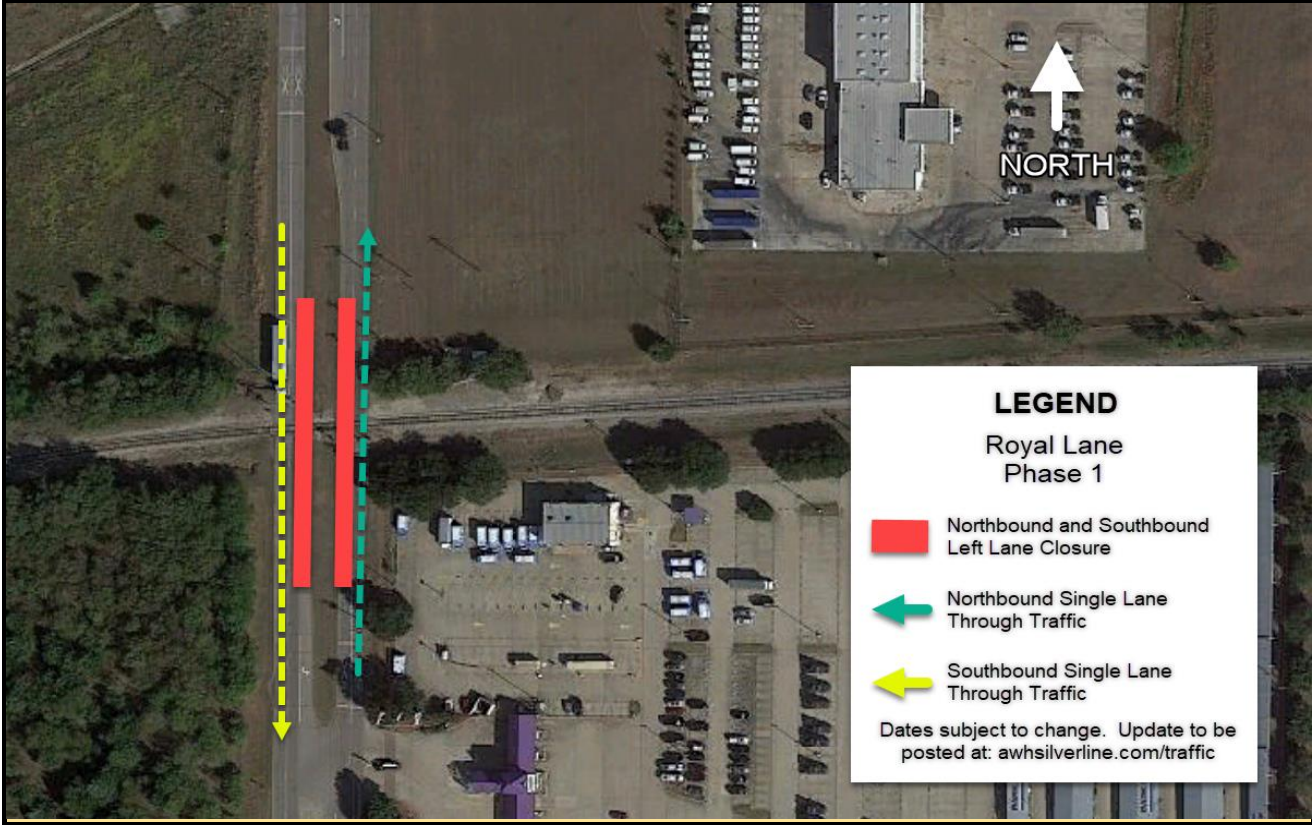 NORTH
LEGEND
Royal Lane
Phase 1
Northbound and Southbound
Left Lane Closure
Northbound Single Lane
Through Traffic
Southbound Single Lane
Through Traffic
Dates subject to change.  Update to be
posted at: awhsilverline.com/traffic